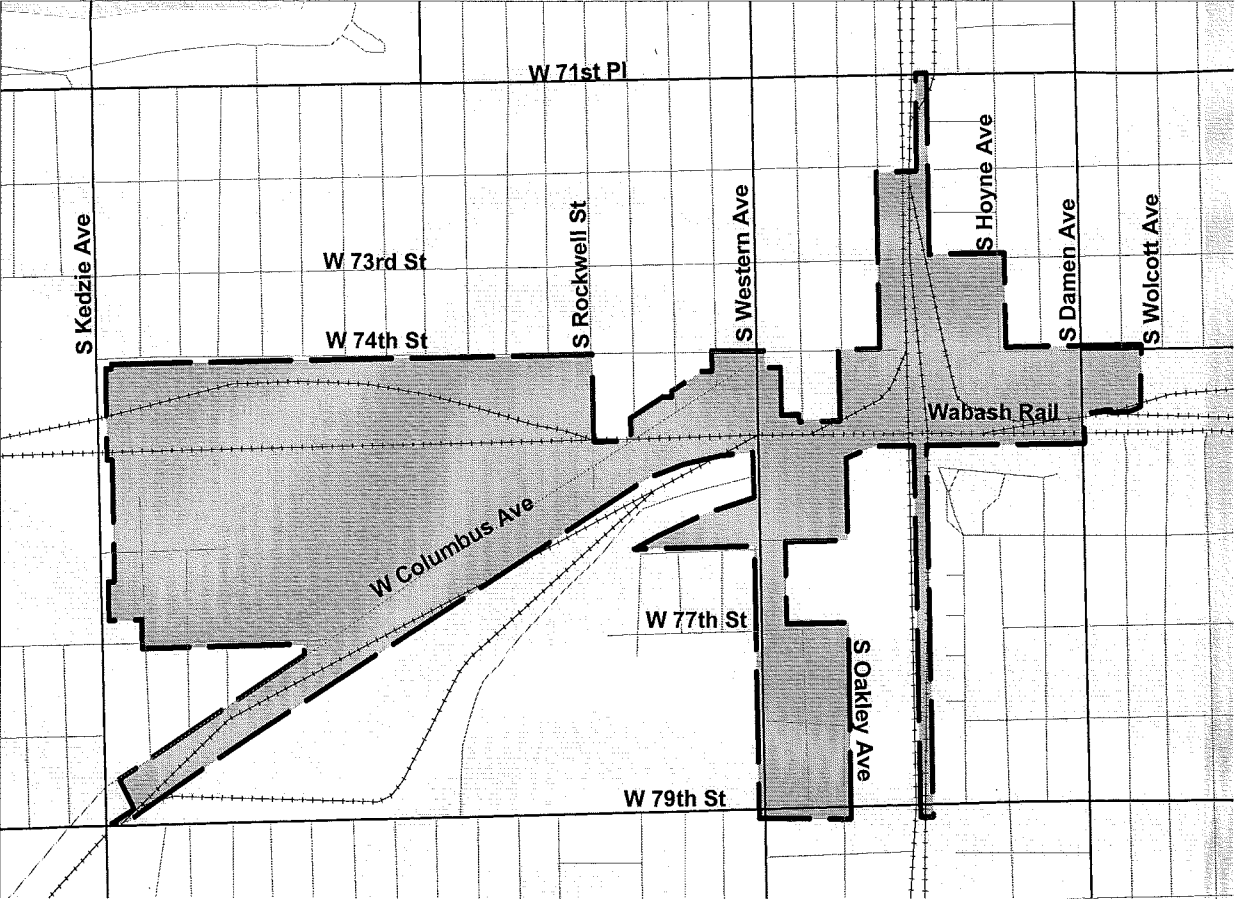 W 71st Pl
S Hoyne Ave
S Kedzie Ave
S Rockwell St
S Western Ave
S Damen Ave
S Wolcott Ave
W 73rd St
W 74th St
Wabash Rail
W Columbus Ave
W 77th St
S Oakley Ave
W 79th St